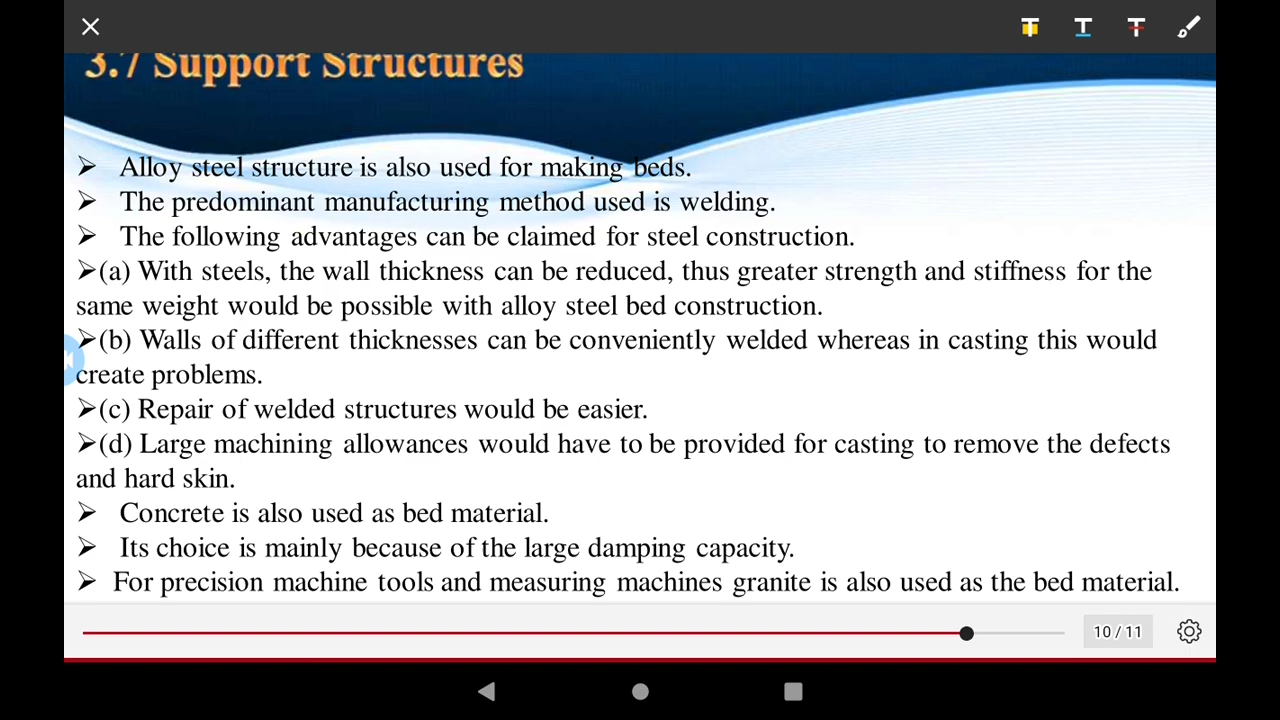 3.7 Support Structures
➢ Alloy steel structure is also used for making beds.
➢ The predominant manufacturing method used is welding.
➢ The following advantages can be claimed for steel construction.
➢(a) With steels, the wall thickness can be reduced, thus greater strength and stiffness for the
same weight would be possible with alloy steel bed construction.
➢(b) Walls of different thicknesses can be conveniently welded whereas in casting this would
create problems.
➢(c) Repair of welded structures would be easier.
➢(d) Large machining allowances would have to be provided for casting to remove the defects
and hard skin.
➢ Concrete is also used as bed material.
➢ Its choice is mainly because of the large damping capacity.
➢ For precision machine tools and measuring machines granite is also used as the bed material.
10 / 11